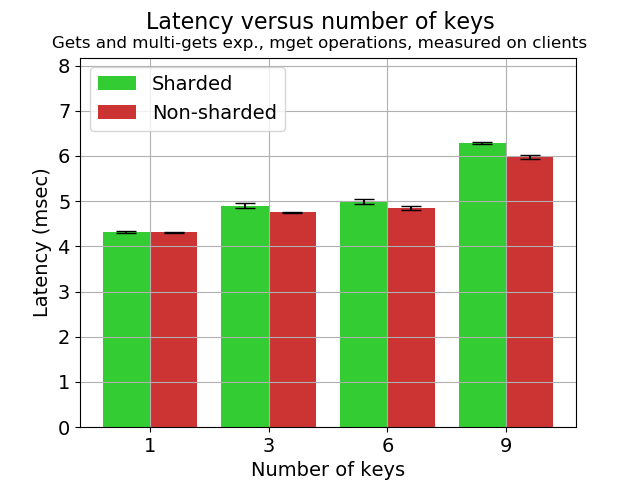 Latency versus number of keys
Gets and multi-gets exp., mget operations, measured on clients
Sharded
Non-sharded
Latency (msec)
8
7
6
5
4
3
2
1
0
1 3 6 9
Number of keys